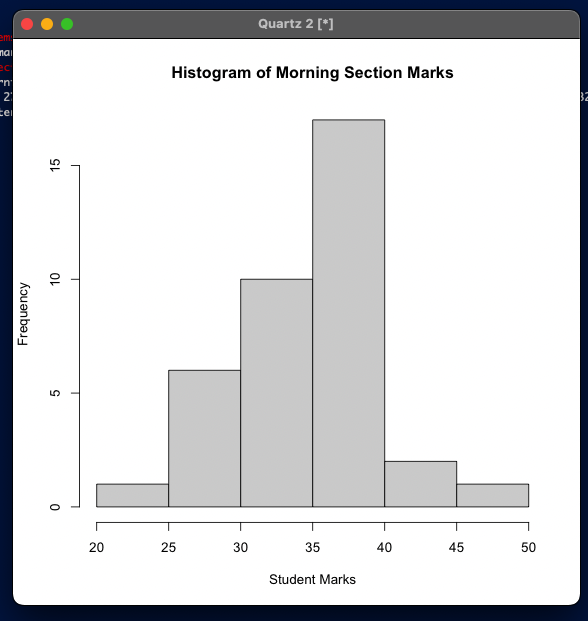 Quartz 2 [*]
Histogram of Morning Section Marks
Frequency
15
10
5
0
20 25 30 35 40 45 50
Student Marks